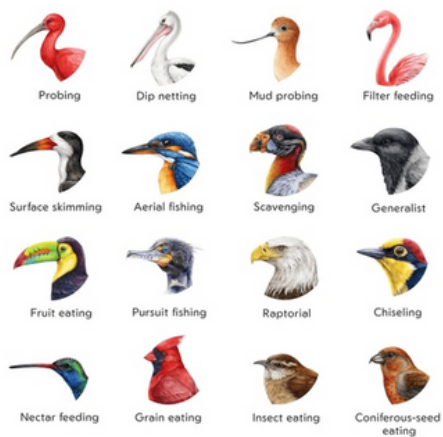 Probing
Dip netting
Mud probing
Filter feeding
Surface skimming
Aerial fishing
Scavenging
Generalist
Fruit eating
Pursuit fishing
Raptorial
Chiseling
Nectar feeding
Grain eating
Insect eating
Coniferous-seed
eating